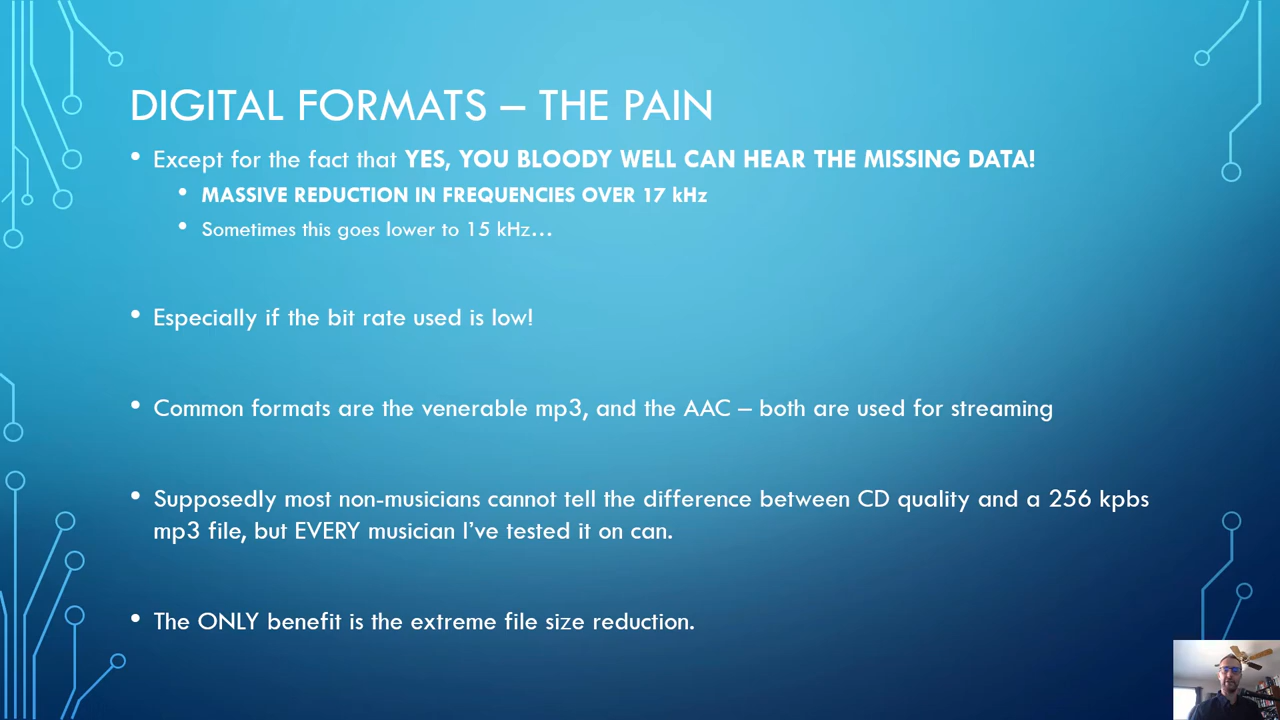 DIGITAL FORMATS – THE PAIN
• Except for the fact that YES, YOU BLOODY WELL CAN HEAR THE MISSING DATA!
• MASSIVE REDUCTION IN FREQUENCIES OVER 17 kHz
• Sometimes this goes lower to 15 kHz…
• Especially if the bit rate used is low!
• Common formats are the venerable mp3, and the AAC – both are used for streaming
• Supposedly most non-musicians cannot tell the difference between CD quality and a 256 kpbs
mp3 file, but EVERY musician I’ve tested it on can.
• The ONLY benefit is the extreme file size reduction.